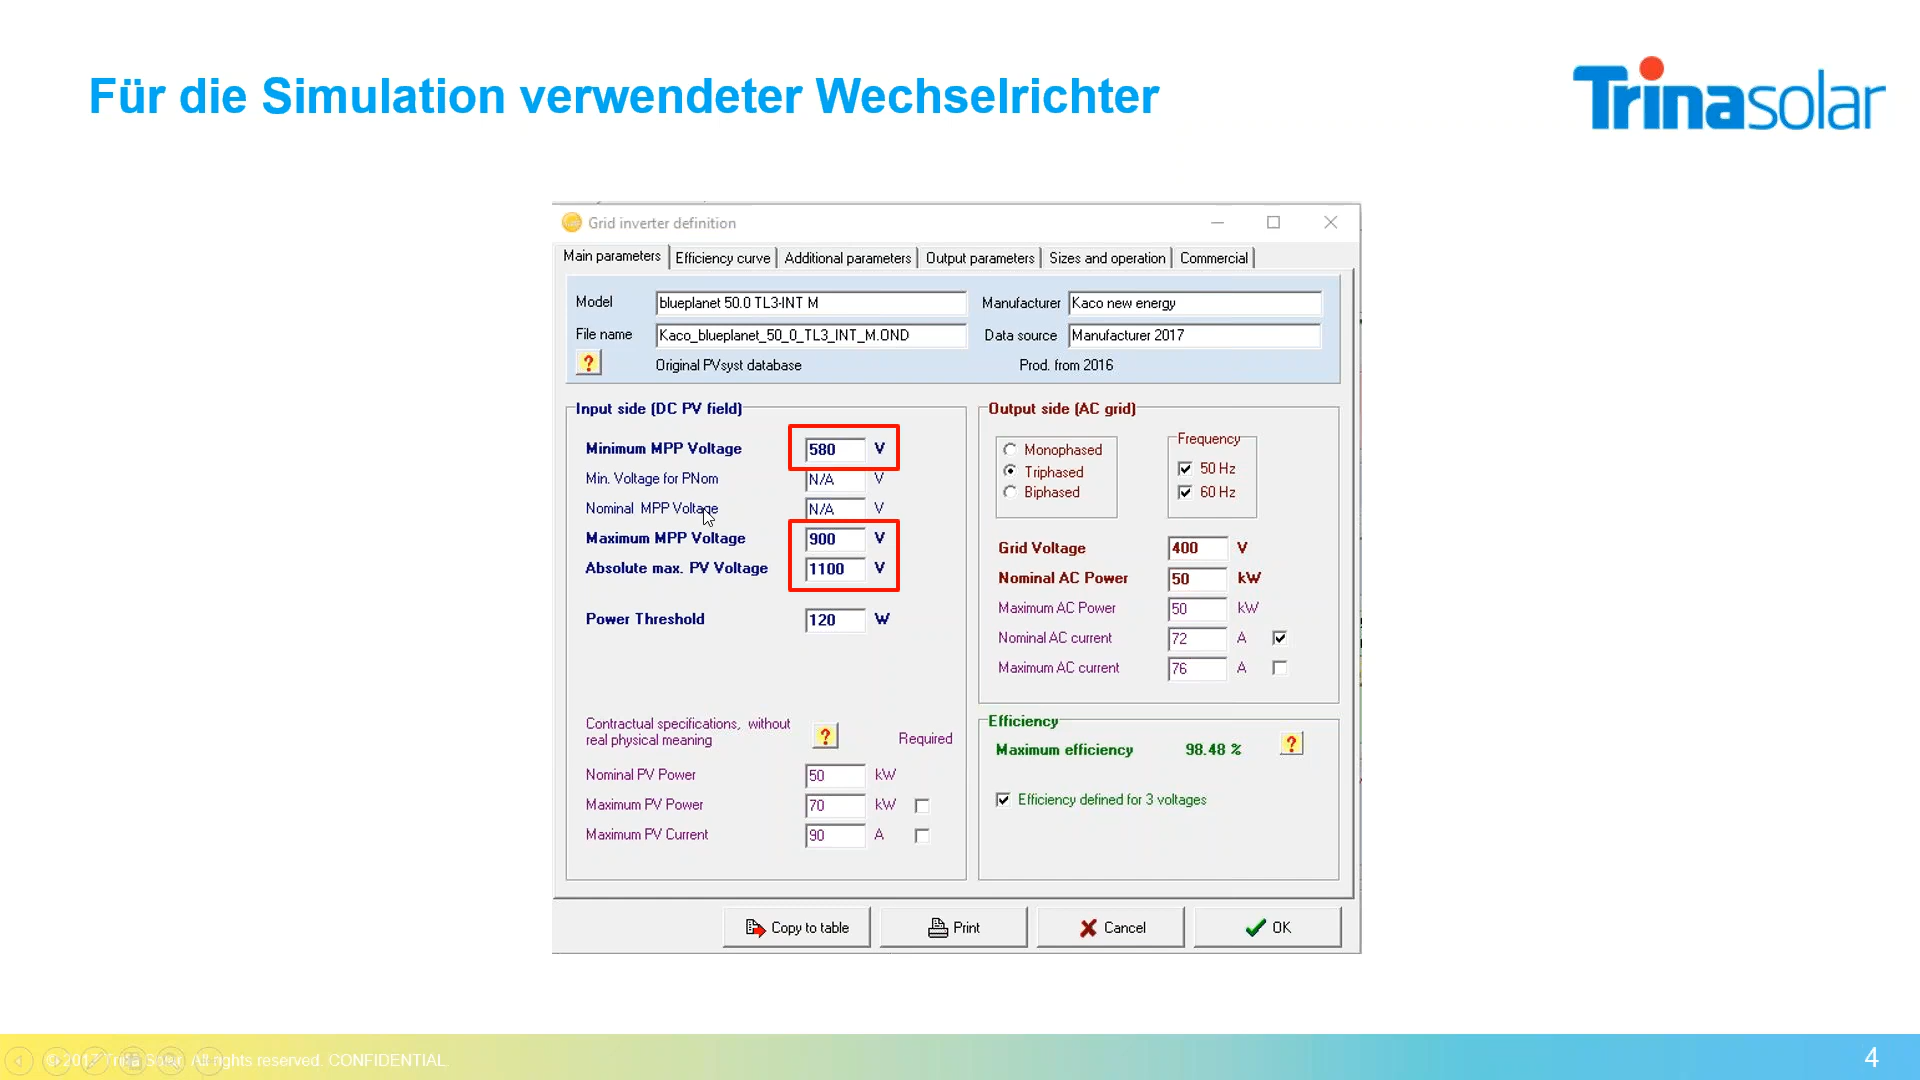 Für die Simulation verwendeter Wechselrichter
Trinasolar
Grid inverter definition
Main parameters
Efficiency curve
Additional parameters
Output parameters
Sizes and operation
Commercial
Model
blueplanet 50.0 TL3-INT M
Manufacturer
Kaco new energy
File name
Kaco_blueplanet_50_0_TL3_INT_M.OND
Data source
Manufacturer 2017
?
Original PVsyst database
Prod. from 2016
Input side (DC PV field)
Minimum MPP Voltage 580 V
Min. Voltage for PNom N/A V
Nominal MPP Voltage N/A V
Maximum MPP Voltage 900 V
Absolute max. PV Voltage 1100 V
Power Threshold 120 W
Contractual specifications, without
real physical meaning
?
Required
Nominal PV Power 50 kW
Maximum PV Power 70 kW
Maximum PV Current 90 A
Output side (AC grid)
Monophased
Triphased
Biphased
Frequency
50 Hz
60 Hz
Grid Voltage 400 V
Nominal AC Power 50 kW
Maximum AC Power 50 kW
Nominal AC current 72 A
Maximum AC current 76 A
Efficiency
Maximum efficiency 98.48 %
?
Efficiency defined for 3 voltages
Copy to table
Print
Cancel
OK
© 2017 Trina Solar. All rights reserved. CONFIDENTIAL
4